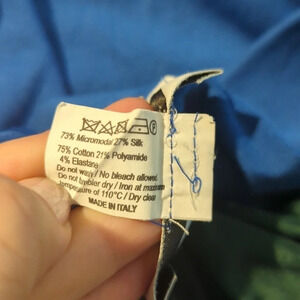 73% Micromodal 27% Silk
75% Cotton 21% Polyamide
4% Elastane
Do not wash / No bleach allowed
Do not tumbler dry / Iron at maximum
temperature of 110°C / Dry clean
MADE IN ITALY